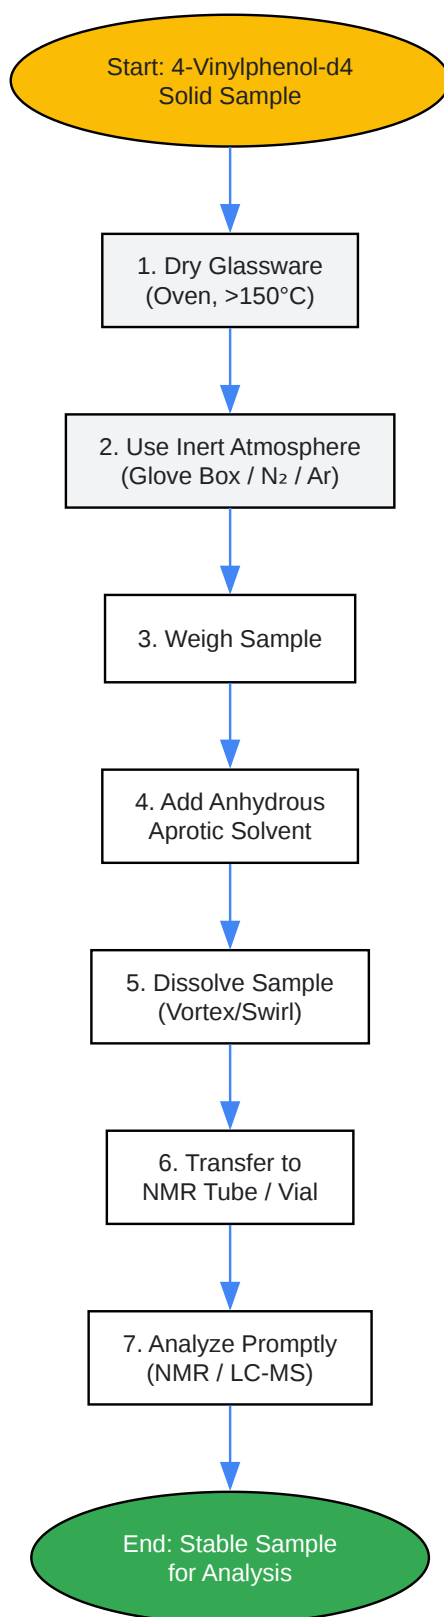 Start: 4-Vinylphenol-d4
Solid Sample
1. Dry Glassware
(Oven, >150°C)
2. Use Inert Atmosphere
(Glove Box / N₂ / Ar)
3. Weigh Sample
4. Add Anhydrous
Aprotic Solvent
5. Dissolve Sample
(Vortex/Swirl)
6. Transfer to
NMR Tube / Vial
7. Analyze Promptly
(NMR / LC-MS)
End: Stable Sample
for Analysis